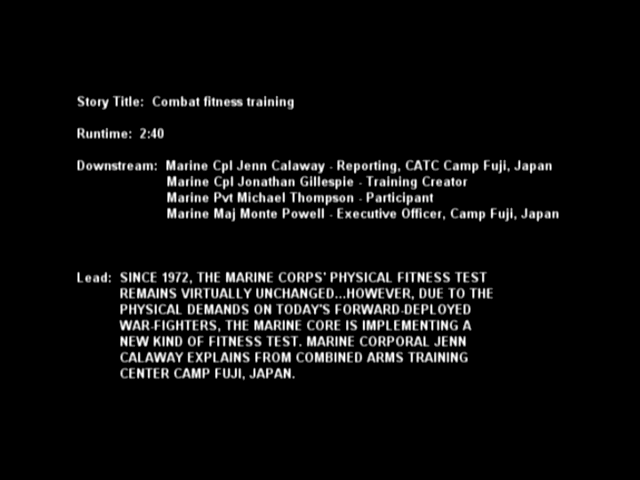 Story Title: Combat fitness training
Runtime: 2:40
Downstream: Marine Cpl Jenn Calaway - Reporting, CATC Camp Fuji, Japan
Marine Cpl Jonathan Gillespie - Training Creator
Marine Pvt Michael Thompson - Participant
Marine Maj Monte Powell - Executive Officer, Camp Fuji, Japan
Lead: SINCE 1972, THE MARINE CORPS' PHYSICAL FITNESS TEST
REMAINS VIRTUALLY UNCHANGED...HOWEVER, DUE TO THE
PHYSICAL DEMANDS ON TODAY'S FORWARD-DEPLOYED
WAR-FIGHTERS, THE MARINE CORE IS IMPLEMENTING A
NEW KIND OF FITNESS TEST. MARINE CORPORAL JENN
CALAWAY EXPLAINS FROM COMBINED ARMS TRAINING
CENTER CAMP FUJI, JAPAN.